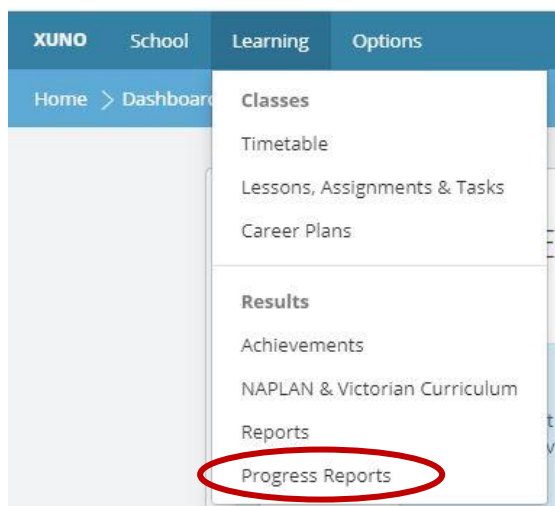 XUNO School Learning Options
Home > Dashboard
Classes
Timetable
Lessons, Assignments & Tasks
Career Plans
Results
Achievements
NAPLAN & Victorian Curriculum
Reports
Progress Reports